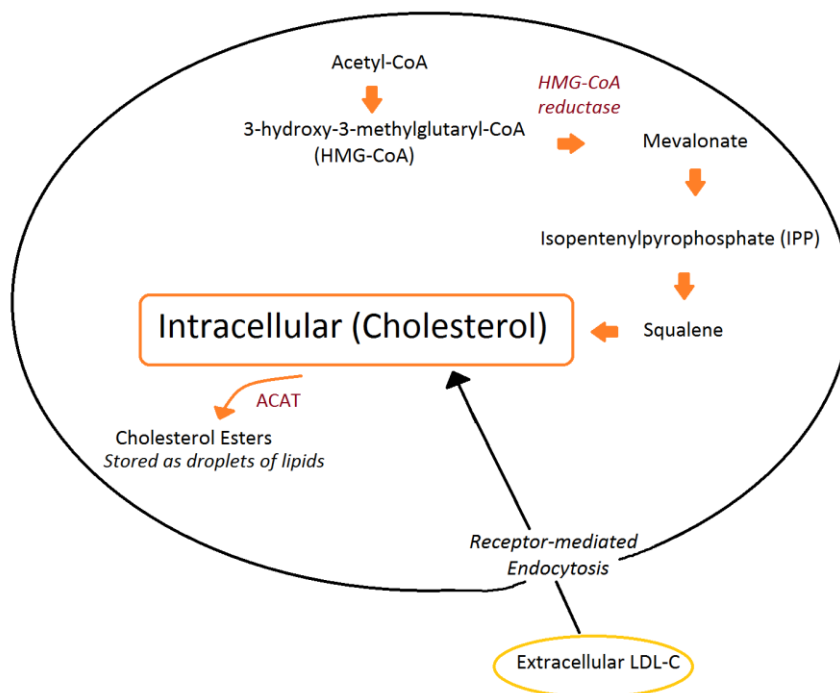 Acetyl-CoA
HMG-CoA
reductase
3-hydroxy-3-methylglutaryl-CoA
(HMG-CoA)
Mevalonate
Isopentenylpyrophosphate (IPP)
Squalene
Intracellular (Cholesterol)
ACAT
Cholesterol Esters
Stored as droplets of lipids
Receptor-mediated
Endocytosis
Extracellular LDL-C